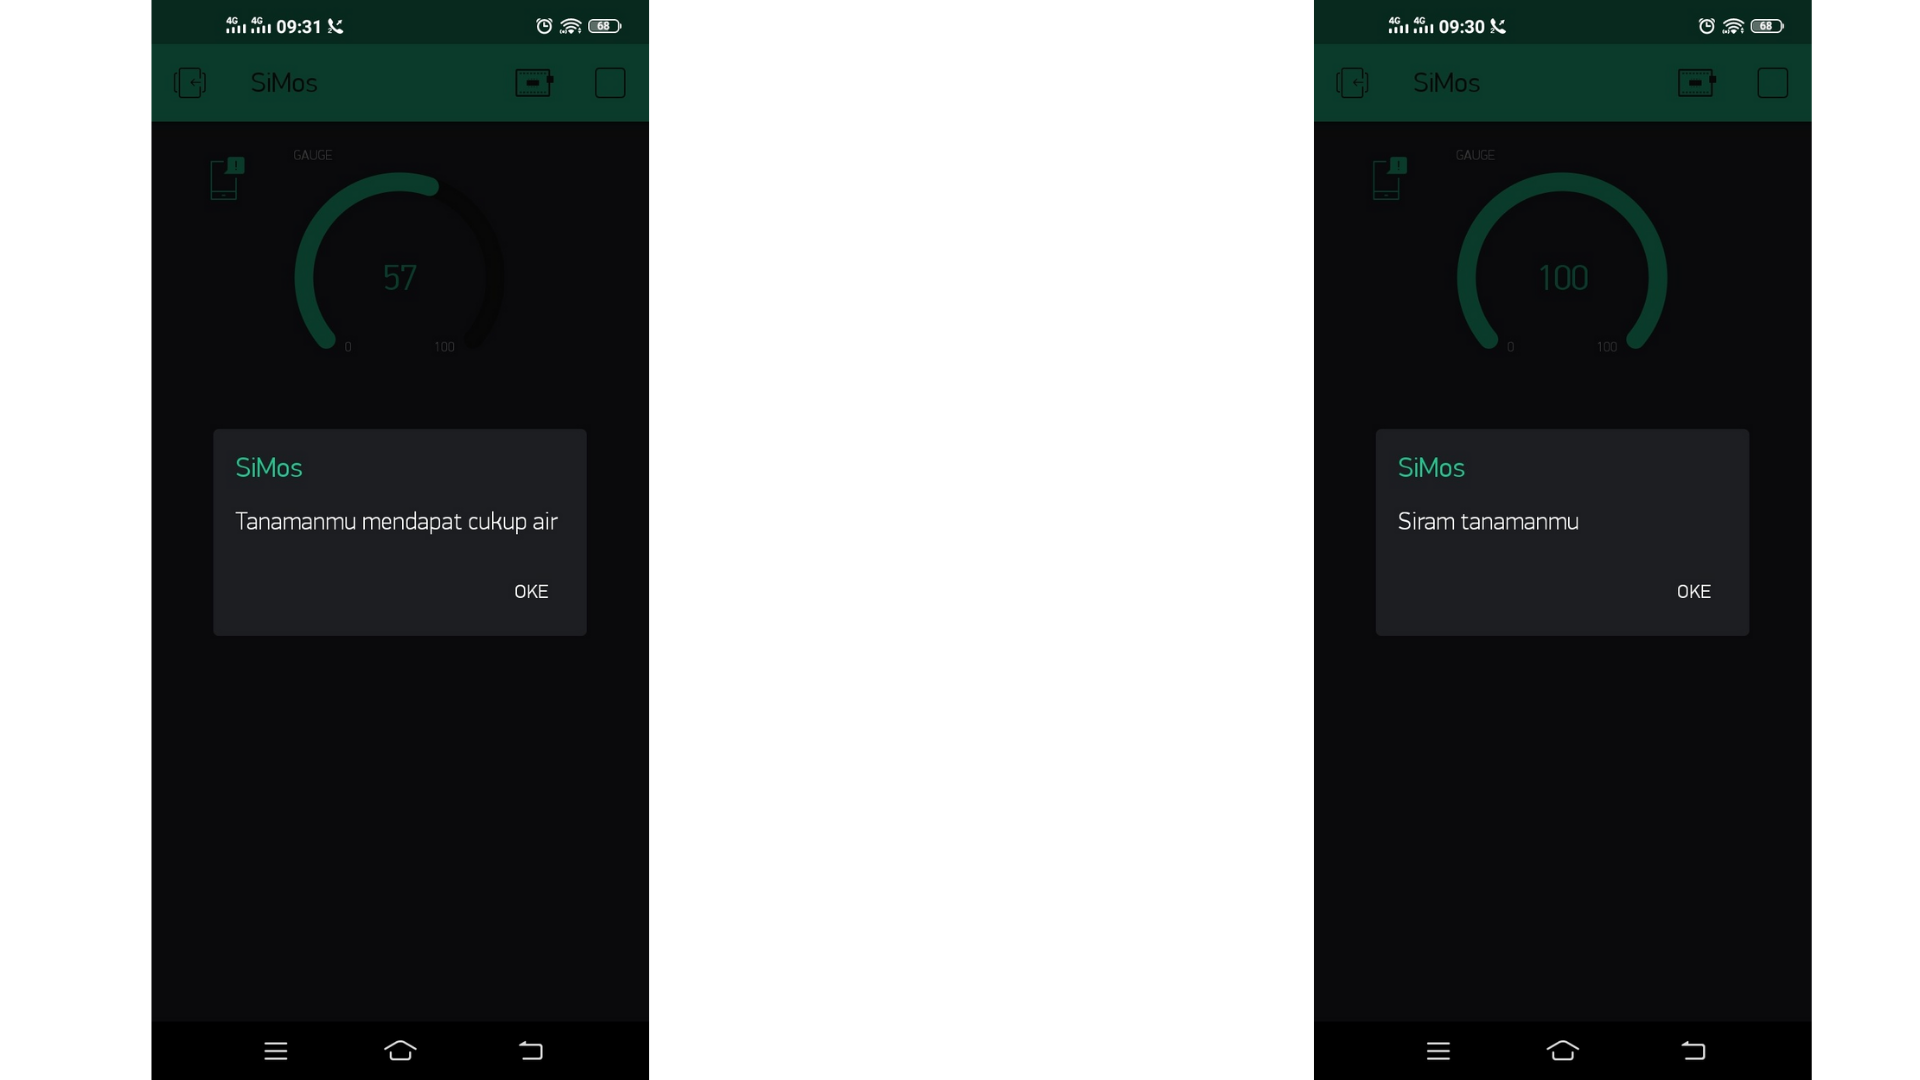 4G 4G 09:31 68
SiMos
GAUGE
57
0 100
SiMos
Tanamanmu mendapat cukup air
OKE
4G 4G 09:30 68
SiMos
GAUGE
100
0 100
SiMos
Siram tanamanmu
OKE